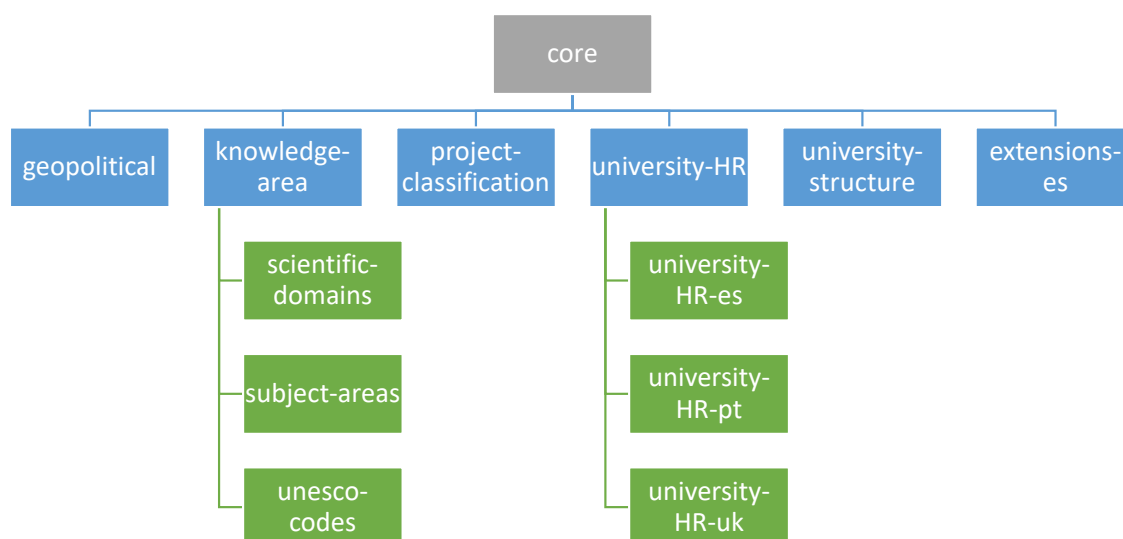 core
geopolitical
knowledge-
area
project-
classification
university-HR
university-
structure
extensions-
es
scientific-
domains
subject-areas
unesco-
codes
university-
HR-es
university-
HR-pt
university-
HR-uk